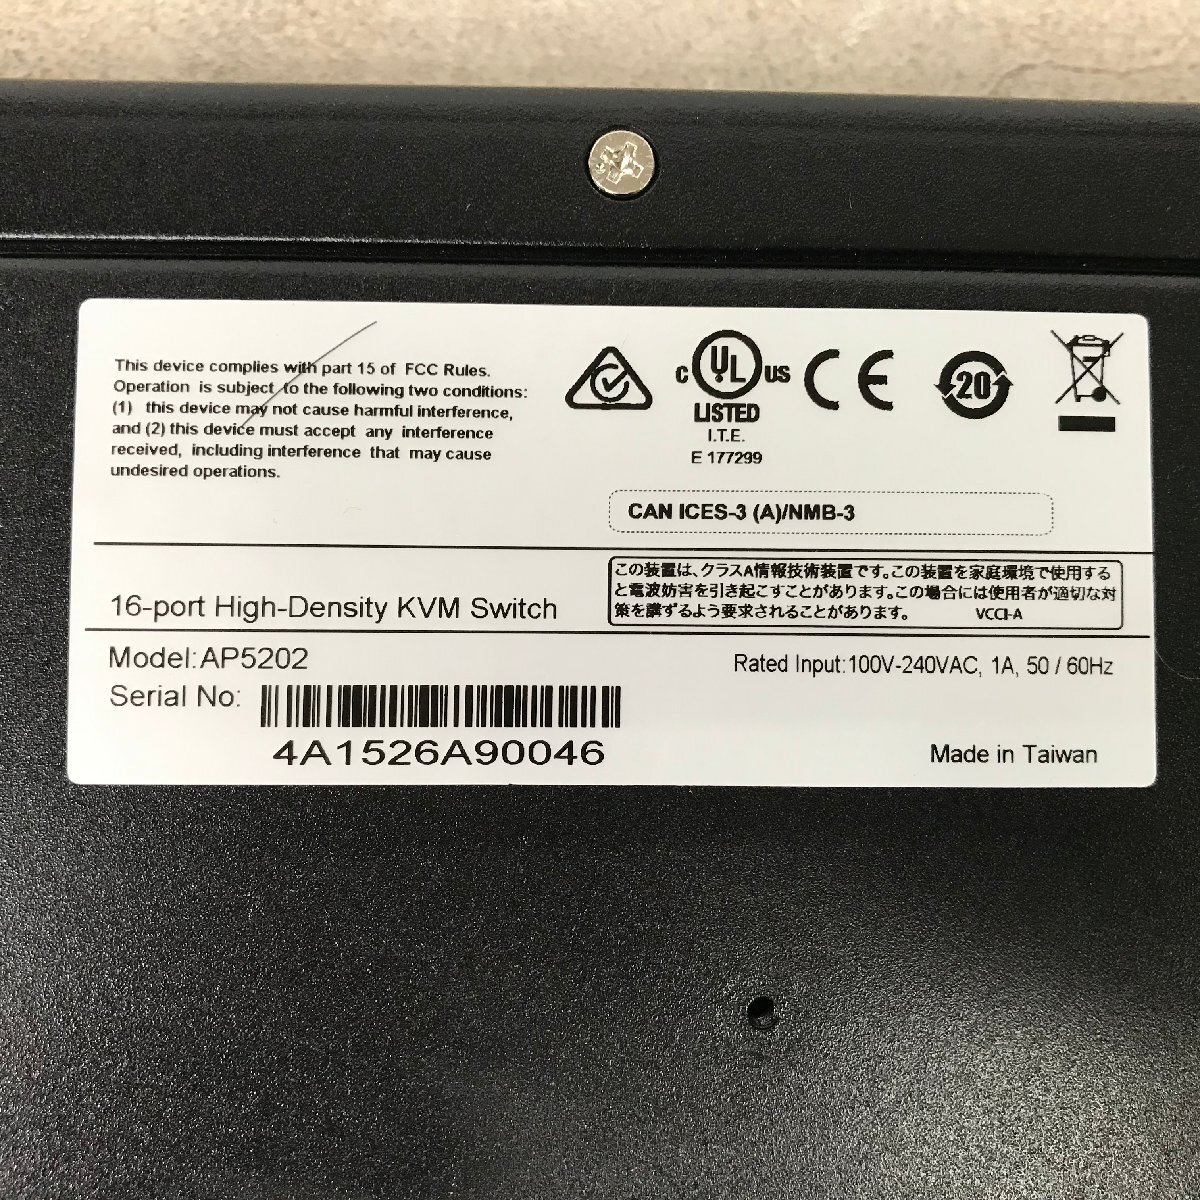 This device complies with part 15 of FCC Rules.
Operation is subject to the following two conditions:
(1) this device may not cause harmful interference,
and (2) this device must accept any interference
received, including interference that may cause
undesired operations.
C UL US
LISTED
I.T.E.
E 177299
CE
20
CAN ICES-3 (A)/NMB-3
16-port High-Density KVM Switch
この装置は、クラスA情報技術装置です。この装置を家庭環境で使用する
と電波妨害を引き起こすことがあります。この場合には使用者が適切な対
策を講ずるよう要求されることがあります。 VCCI-A
Model:AP5202
Rated Input:100V-240VAC, 1A, 50 / 60Hz
Serial No:
4A1526A90046
Made in Taiwan